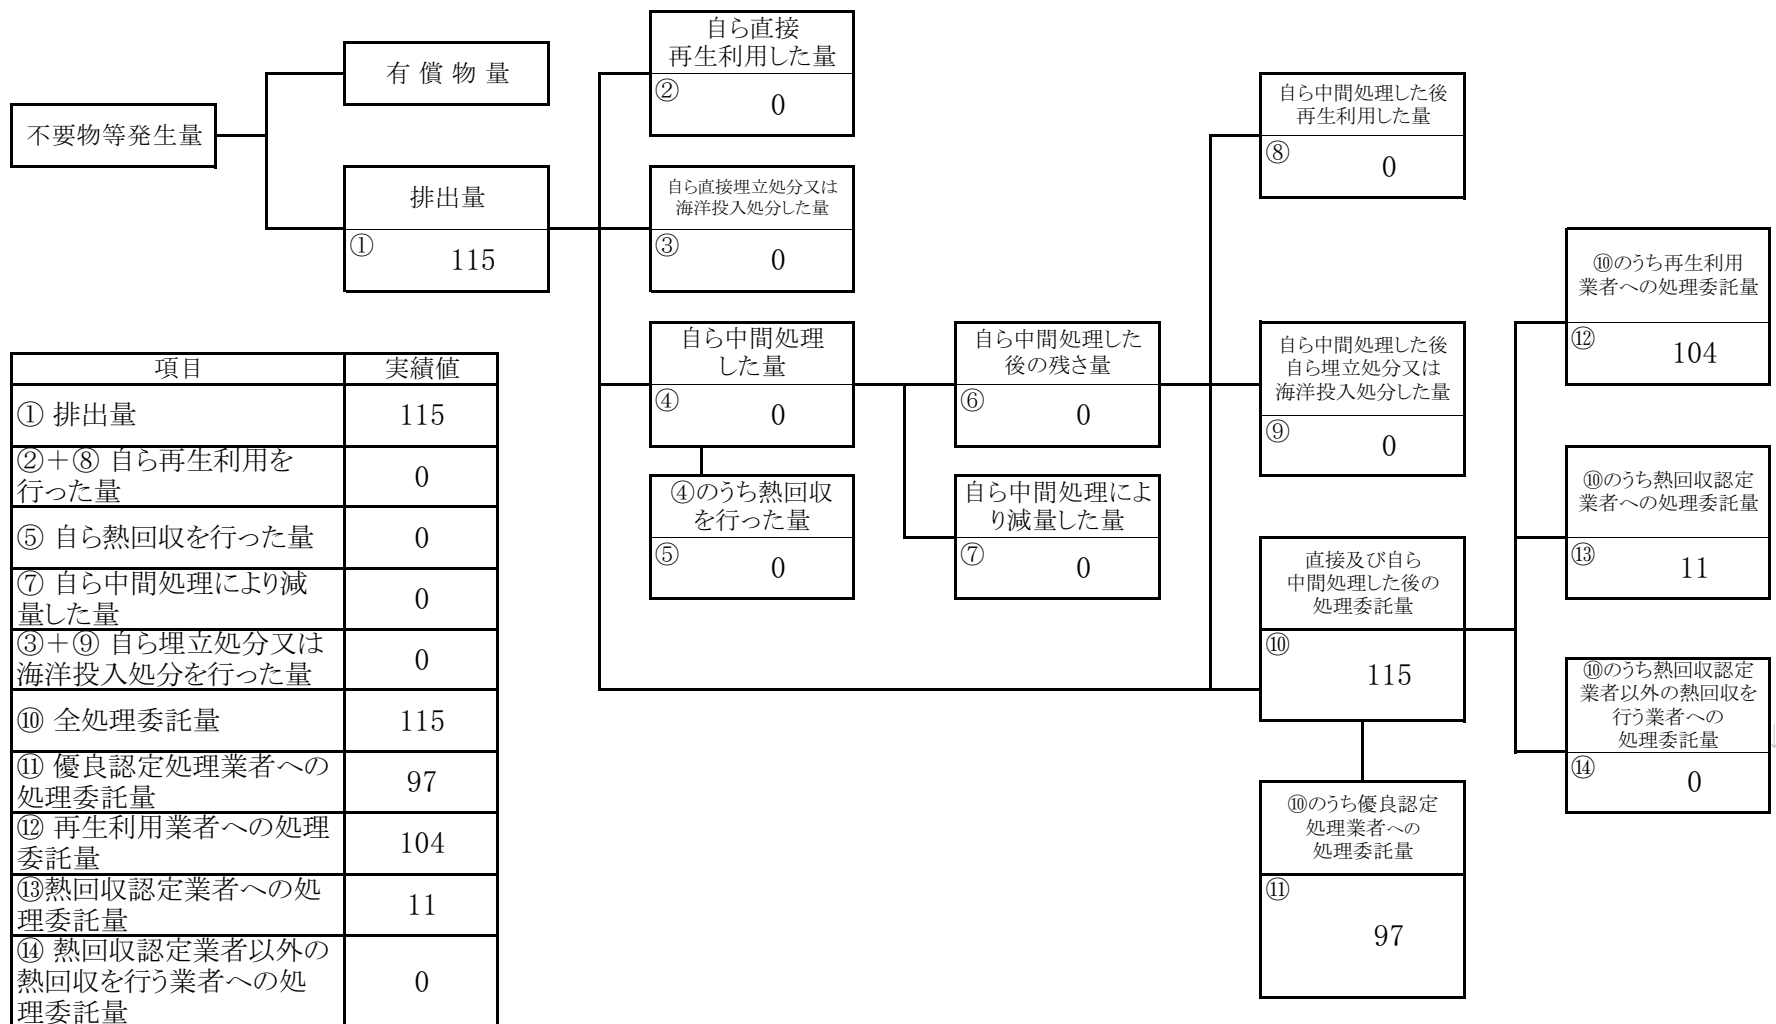 不要物等発生量
有 償 物 量
排出量
①
115
自ら直接
再生利用した量
②
0
自ら直接埋立処分又は
海洋投入処分した量
③
0
自ら中間処理
した量
④
0
④のうち熱回収
を行った量
⑤
0
自ら中間処理した
後の残さ量
⑥
0
自ら中間処理によ
り減量した量
⑦
0
自ら中間処理した後
再生利用した量
⑧
0
自ら中間処理した後
自ら埋立処分又は
海洋投入処分した量
⑨
0
直接及び自ら
中間処理した後の
処理委託量
⑩
115
⑩のうち優良認定
処理業者への
処理委託量
⑪
97
⑩のうち再生利用
業者への処理委託量
⑫
104
⑩のうち熱回収認定
業者への処理委託量
⑬
11
⑩のうち熱回収認定
業者以外の熱回収を
行う業者への
処理委託量
⑭
0
項目 実績値
① 排出量 115
②＋⑧ 自ら再生利用を
行った量 0
⑤ 自ら熱回収を行った量 0
⑦ 自ら中間処理により減
量した量 0
③＋⑨ 自ら埋立処分又は
海洋投入処分を行った量 0
⑩ 全処理委託量 115
⑪ 優良認定処理業者への
処理委託量 97
⑫ 再生利用業者への処理
委託量 104
⑬熱回収認定業者への処
理委託量 11
⑭ 熱回収認定業者以外の
熱回収を行う業者への処
理委託量 0